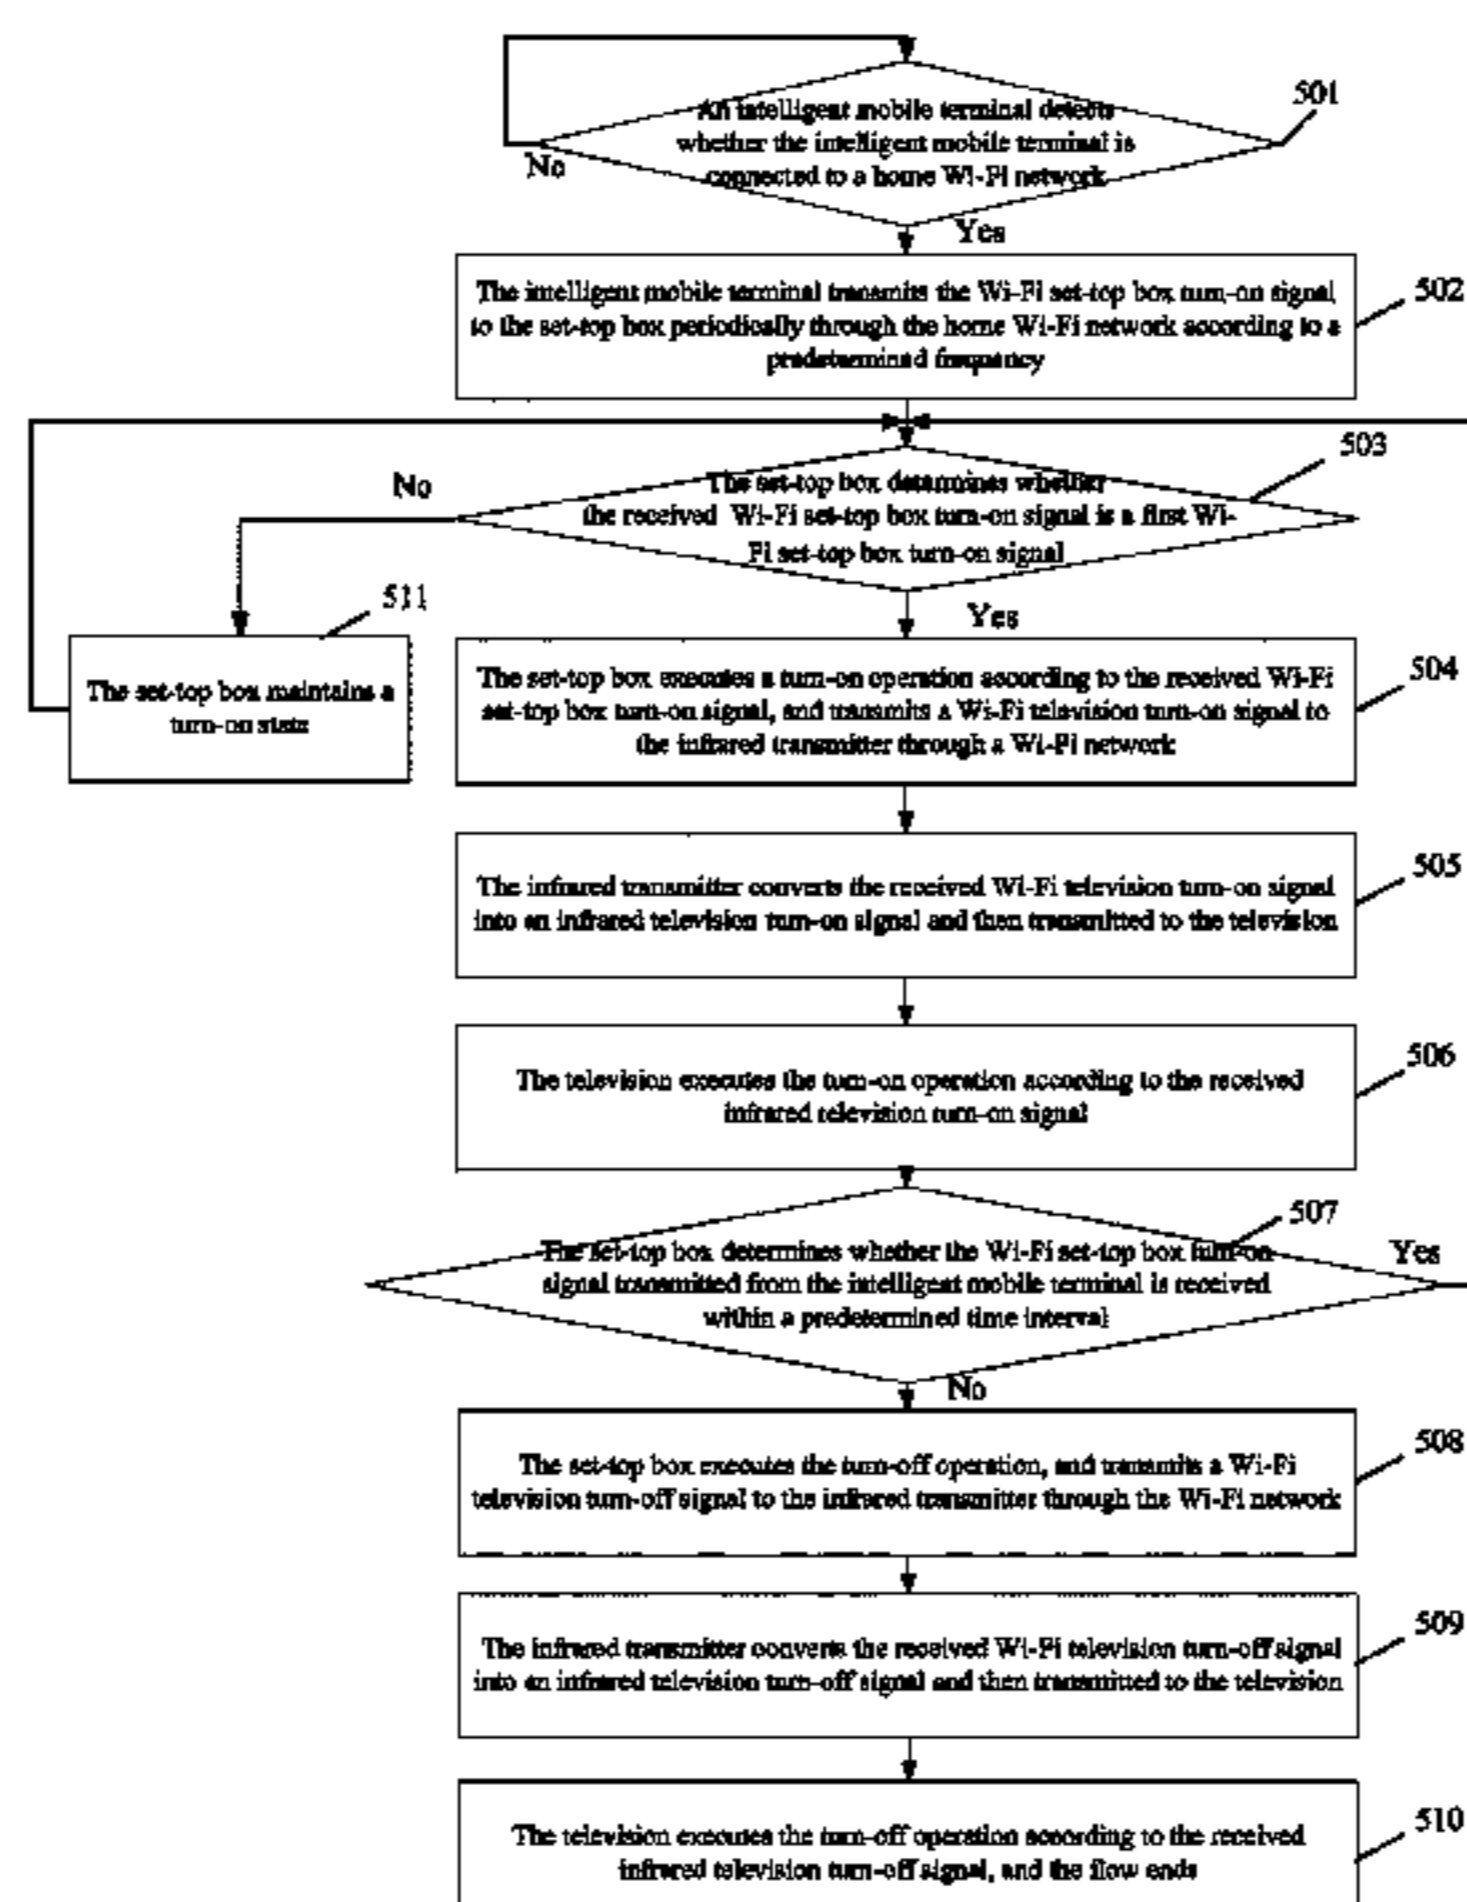 501
An intelligent mobile terminal detects
whether the intelligent mobile terminal is
connected to a home Wi-Fi network
No
Yes
502
The intelligent mobile terminal transmits the Wi-Fi set-top box turn-on signal
to the set-top box periodically through the home Wi-Fi network according to a
predetermined frequency
503
No
The set-top box determines whether
the received Wi-Fi set-top box turn-on signal is a first Wi-
Fi set-top box turn-on signal
Yes
511
The set-top box maintains a
turn-on state
504
The set-top box executes a turn-on operation according to the received Wi-Fi
set-top box turn-on signal, and transmits a Wi-Fi television turn-on signal to
the infrared transmitter through a Wi-Fi network
505
The infrared transmitter converts the received Wi-Fi television turn-on signal
into an infrared television turn-on signal and then transmitted to the television
506
The television executes the turn-on operation according to the received
infrared television turn-on signal
507
The set-top box determines whether the Wi-Fi set-top box turn-on
signal transmitted from the intelligent mobile terminal is received
within a predetermined time interval
Yes
No
508
The set-top box executes the turn-off operation, and transmits a Wi-Fi
television turn-off signal to the infrared transmitter through the Wi-Fi network
509
The infrared transmitter converts the received Wi-Fi television turn-off signal
into an infrared television turn-off signal and then transmitted to the television
510
The television executes the turn-off operation according to the received
infrared television turn-off signal, and the flow ends